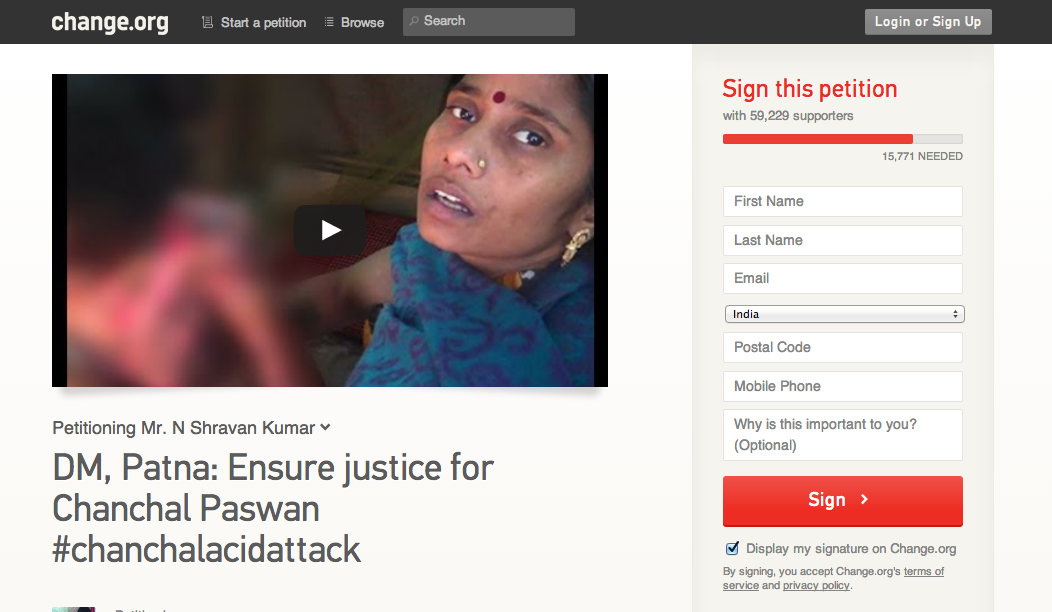 change.org
Start a petition
Browse
Search
Login or Sign Up
Sign this petition
with 59,229 supporters
15,771 NEEDED
First Name
Last Name
Email
India
Postal Code
Mobile Phone
Why is this important to you?
(Optional)
Sign
Display my signature on Change.org
By signing, you accept Change.org's terms of
service and privacy policy.
Petitioning Mr. N Shravan Kumar
DM, Patna: Ensure justice for
Chanchal Paswan
#chanchalacidattack